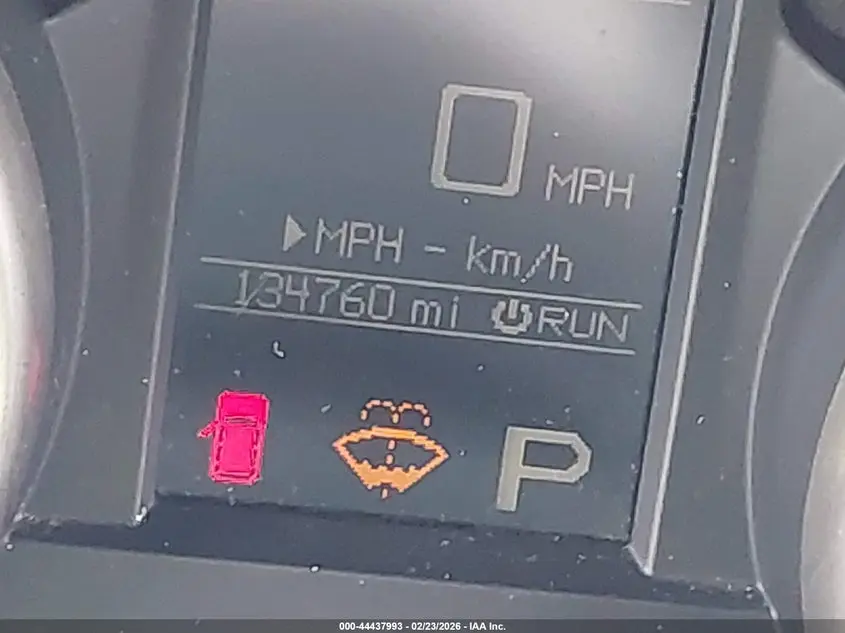 0 MPH
▶MPH - km/h
134760 mi RUN
P
000-44437993 - 02/23/2026 - IAA Inc.